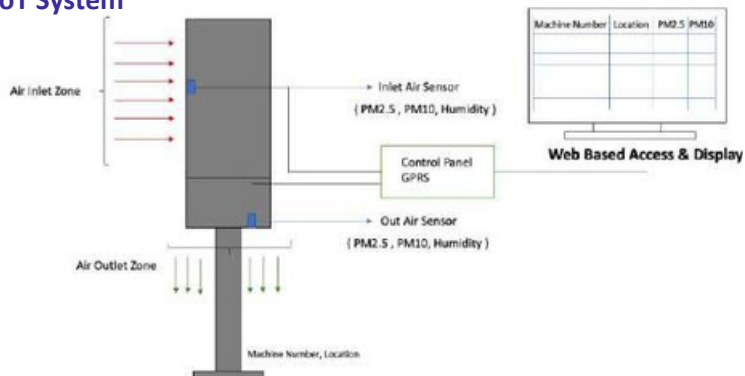 System
Machine Number Location PM2.5 PM10
Air Inlet Zone
Inlet Air Sensor
( PM2.5 , PM10, Humidity )
Control Panel
GPRS
Web Based Access & Display
Out Air Sensor
( PM2.5 , PM10, Humidity )
Air Outlet Zone
Machine Number, Location